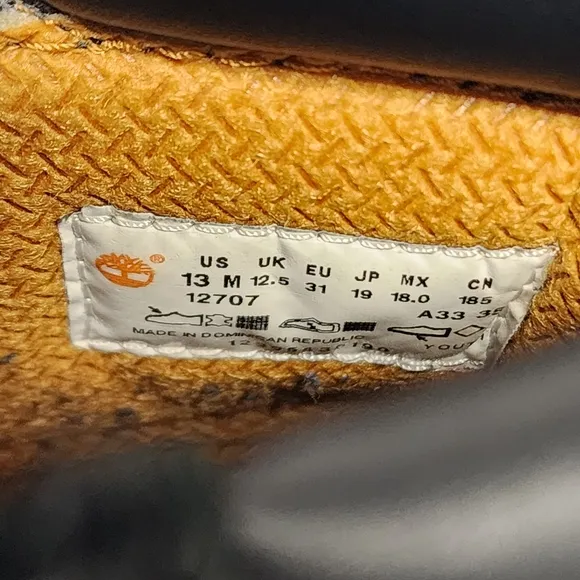 US UK EU JP MX CN
13 M 12.5 31 19 18.0 185
12707 A33
MADE IN DOMINICAN REPUBLIC